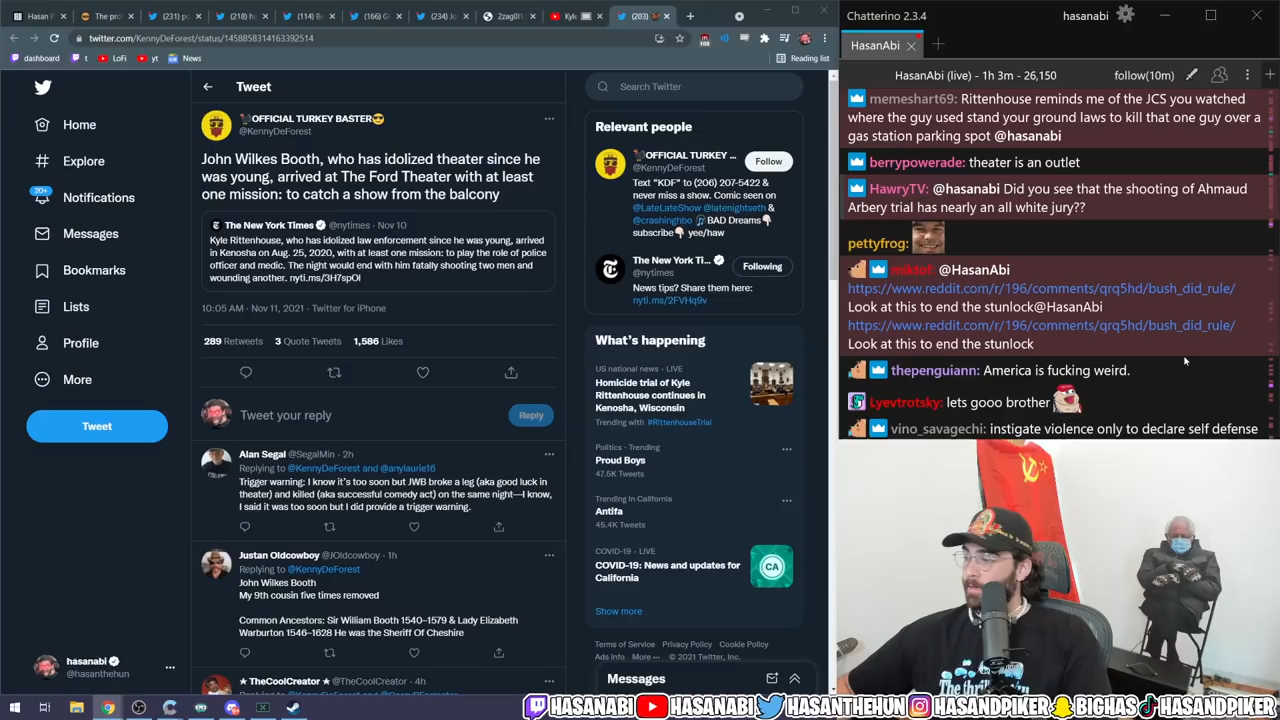 (231) p
The pro
(218) h
(114) B
(166) G
(234) Jo
2zag0l1
Kyle
(203)
twitter.com/KennyDeForest/status/1458858314163392514
dashboard
t
LoFi
yt
News
Reading list
Home
Explore
20+
Notifications
Messages
Bookmarks
Lists
Profile
More
Tweet
hasanabi
@hasanthehun
Tweet
OFFICIAL TURKEY BASTER
@KennyDeForest
John Wilkes Booth, who has idolized theater since he
was young, arrived at The Ford Theater with at least
one mission: to catch a show from the balcony
The New York Times @nytimes · Nov 10
Kyle Rittenhouse, who has idolized law enforcement since he was young, arrived
in Kenosha on Aug. 25, 2020, with at least one mission: to play the role of police
officer and medic. The night would end with him fatally shooting two men and
wounding another. nyti.ms/3H7spOI
10:05 AM · Nov 11, 2021 · Twitter for iPhone
289 Retweets 3 Quote Tweets 1,586 Likes
Tweet your reply
Reply
Alan Segal @SegalMin · 2h
Replying to @KennyDeForest and @anylaurie16
Trigger warning: I know it's too soon but JWB broke a leg (aka good luck in
theater) and killed (aka successful comedy act) on the same night—I know,
I said it was too soon but I did provide a trigger warning.
Justan Oldcowboy @JOldcowboy · 1h
Replying to @KennyDeForest
John Wilkes Booth
My 9th cousin five times removed
Common Ancestors: Sir William Booth 1540–1579 & Lady Elizabeth
Warburton 1546–1628 He was the Sheriff Of Cheshire
★ TheCoolCreator ★ @TheCoolCreator · 4h
Search Twitter
Relevant people
OFFICIAL TURKEY ...
@KennyDeForest
Follow
Text "KDF" to (206) 207-5422 &
never miss a show. Comic seen on
@LateLateShow @latenightseth &
@crashinghbo BAD Dreams
subscribe yee/haw
The New York Ti...
@nytimes
Following
News tips? Share them here:
nyti.ms/2FVHq9v
What's happening
US national news · LIVE
Homicide trial of Kyle
Rittenhouse continues in
Kenosha, Wisconsin
Trending with #RittenhouseTrial
Politics · Trending
Proud Boys
47.5K Tweets
Trending in California
Antifa
45.4K Tweets
COVID-19 · LIVE
COVID-19: News and updates for
California
CA
Show more
Terms of Service Privacy Policy Cookie Policy
Ads Info More ··· © 2021 Twitter, Inc.
Messages
Chatterino 2.3.4
hasanabi
HasanAbi
HasanAbi (live) - 1h 3m - 26,150
follow(10m)
memeshart69: Rittenhouse reminds me of the JCS you watched
where the guy used stand your ground laws to kill that one guy over a
gas station parking spot @hasanabi
berrypowerade: theater is an outlet
HawryTV: @hasanabi Did you see that the shooting of Ahmaud
Arbery trial has nearly an all white jury??
pettyfrog:
miktof: @HasanAbi
https://www.reddit.com/r/196/comments/qrq5hd/bush_did_rule/
Look at this to end the stunlock@HasanAbi
https://www.reddit.com/r/196/comments/qrq5hd/bush_did_rule/
Look at this to end the stunlock
thepenguiann: America is fucking weird.
Lyevtrotsky: lets gooo brother
vino_savagechi: instigate violence only to declare self defense
HASANABI HASANABI HASANTHEHUN HASANDPIKER BIGHAS HASANDPIKER